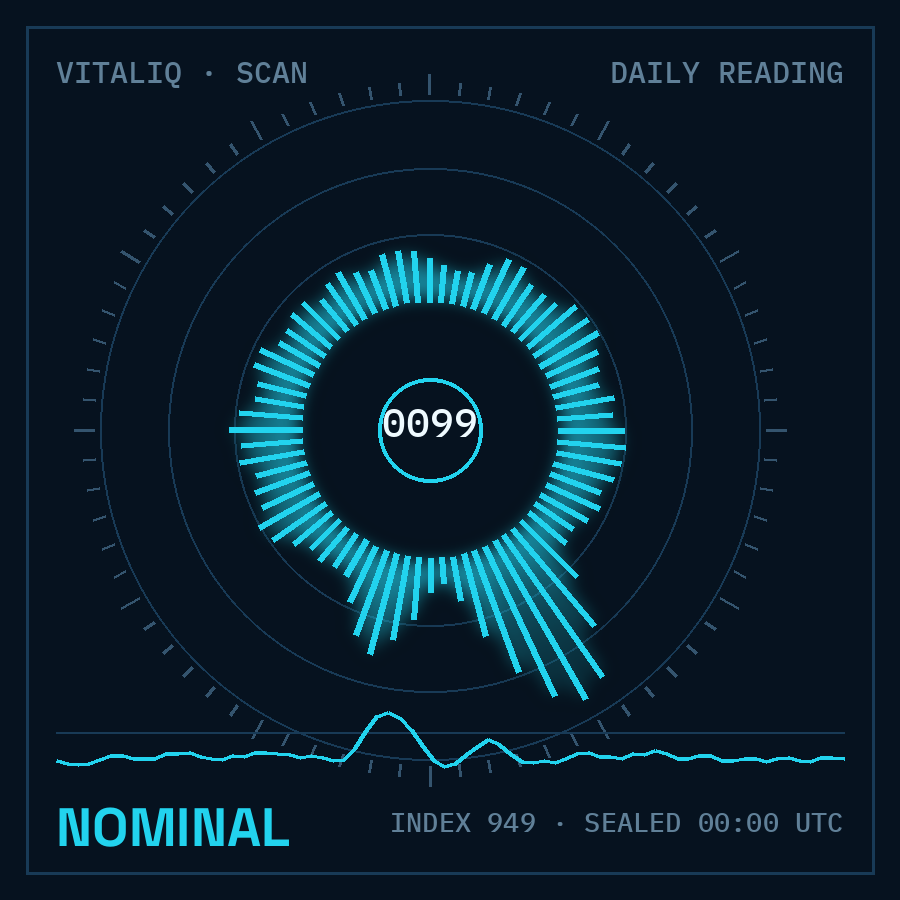 VITALIQ · SCAN
DAILY READING
0099
NOMINAL
INDEX 949 · SEALED 00:00 UTC